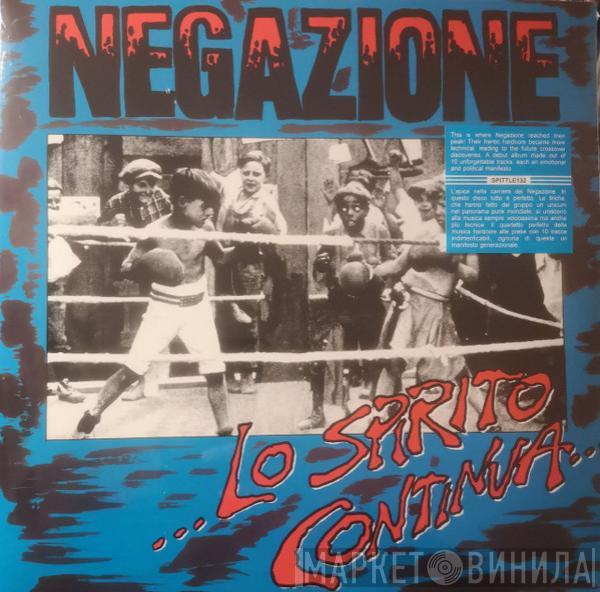 NEGAZIONE
This is where Negazione reached their
peak! Their frantic hardcore became more
technical, leading to the future crossover
discoveries. A debut album made out of
10 unforgettable tracks, each an emotional
and political manifesto.
SPITTLE132
L'apice nella carriera dei Negazione. In
questo disco tutto è perfetto. Le liriche,
che hanno fatto del gruppo un unicum
nel panorama punk mondiale, si uniscono
alla musica sempre velocissima ma anche
più tecnica: il quartetto perfetto della
musica hardcore alle prese con 10 tracce
indimenticabili, ognuna di queste un
manifesto generazionale.
...LO SPIRITO
CONTINUA...
МАРКЕТ ВИНИЛА